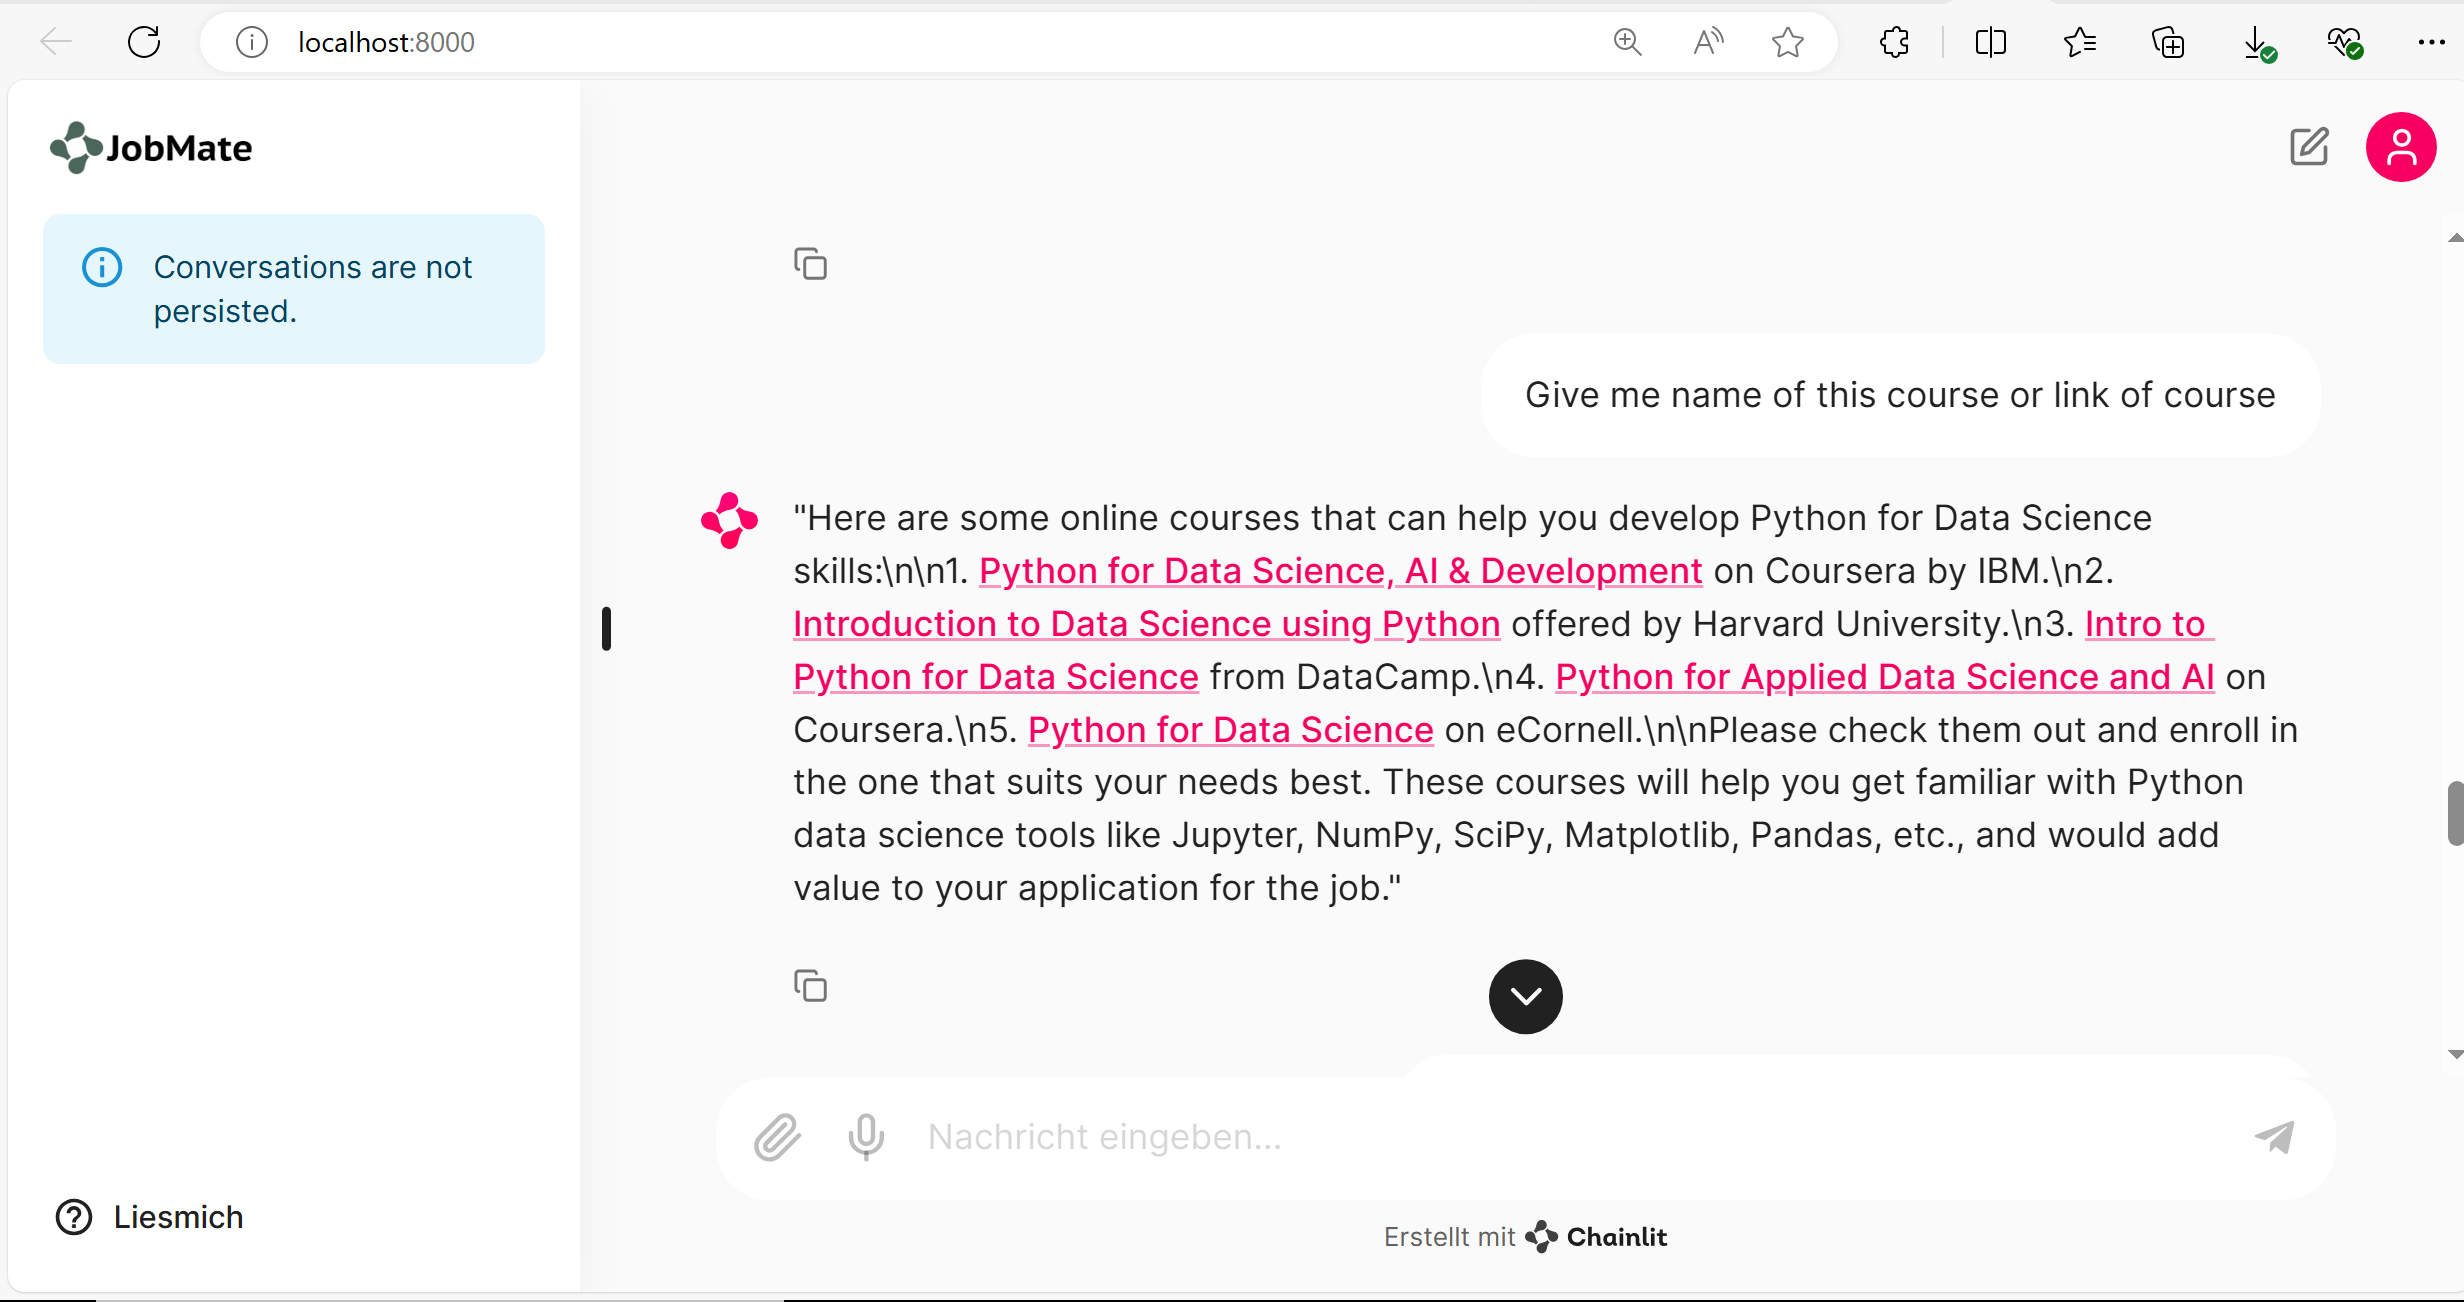 localhost:8000
JobMate
Conversations are not
persisted.
Give me name of this course or link of course
"Here are some online courses that can help you develop Python for Data Science
skills:\n\n1. Python for Data Science, AI & Development on Coursera by IBM.\n2.
Introduction to Data Science using Python offered by Harvard University.\n3. Intro to
Python for Data Science from DataCamp.\n4. Python for Applied Data Science and AI on
Coursera.\n5. Python for Data Science on eCornell.\n\nPlease check them out and enroll in
the one that suits your needs best. These courses will help you get familiar with Python
data science tools like Jupyter, NumPy, SciPy, Matplotlib, Pandas, etc., and would add
value to your application for the job."
Nachricht eingeben...
Liesmich
Erstellt mit Chainlit